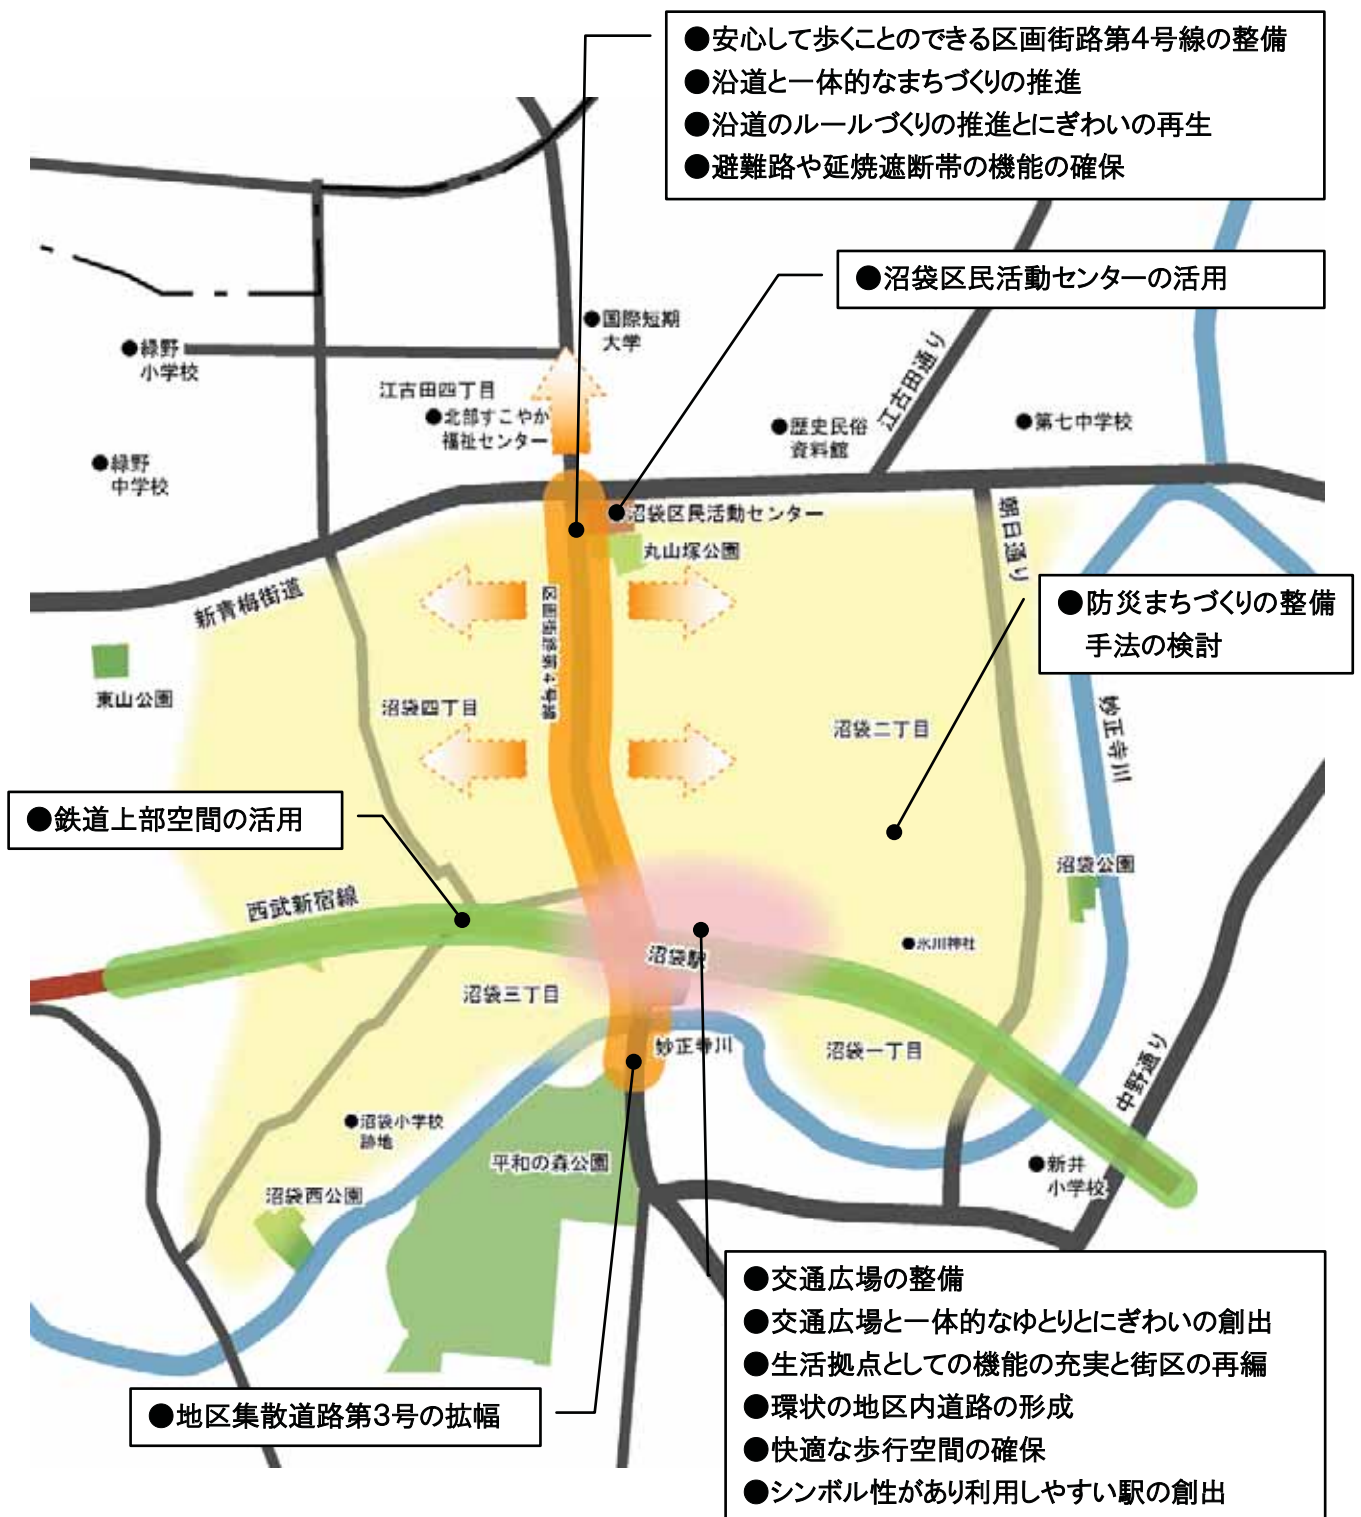 ●安心して歩くことのできる区画街路第4号線の整備
●沿道と一体的なまちづくりの推進
●沿道のルールづくりの推進とにぎわいの再生
●避難路や延焼遮断帯の機能の確保
●沼袋区民活動センターの活用
●国際短期
大学
●緑野
小学校
江古田通り
江古田四丁目
●北部すこやか
福祉センター
●歴史民俗
資料館
●第七中学校
●緑野
中学校
●沼袋区民活動センター
朝日通り
丸山塚公園
新青梅街道
区画街路第4号線
●防災まちづくりの整備
手法の検討
東山公園
沼袋四丁目
沼袋二丁目
妙正寺川
●鉄道上部空間の活用
沼袋公園
西武新宿線
●氷川神社
沼袋駅
沼袋三丁目
妙正寺川
沼袋一丁目
中野通り
●沼袋小学校
跡地
平和の森公園
●新井
小学校
沼袋西公園
●交通広場の整備
●交通広場と一体的なゆとりとにぎわいの創出
●生活拠点としての機能の充実と街区の再編
●環状の地区内道路の形成
●快適な歩行空間の確保
●シンボル性があり利用しやすい駅の創出
●地区集散道路第3号の拡幅